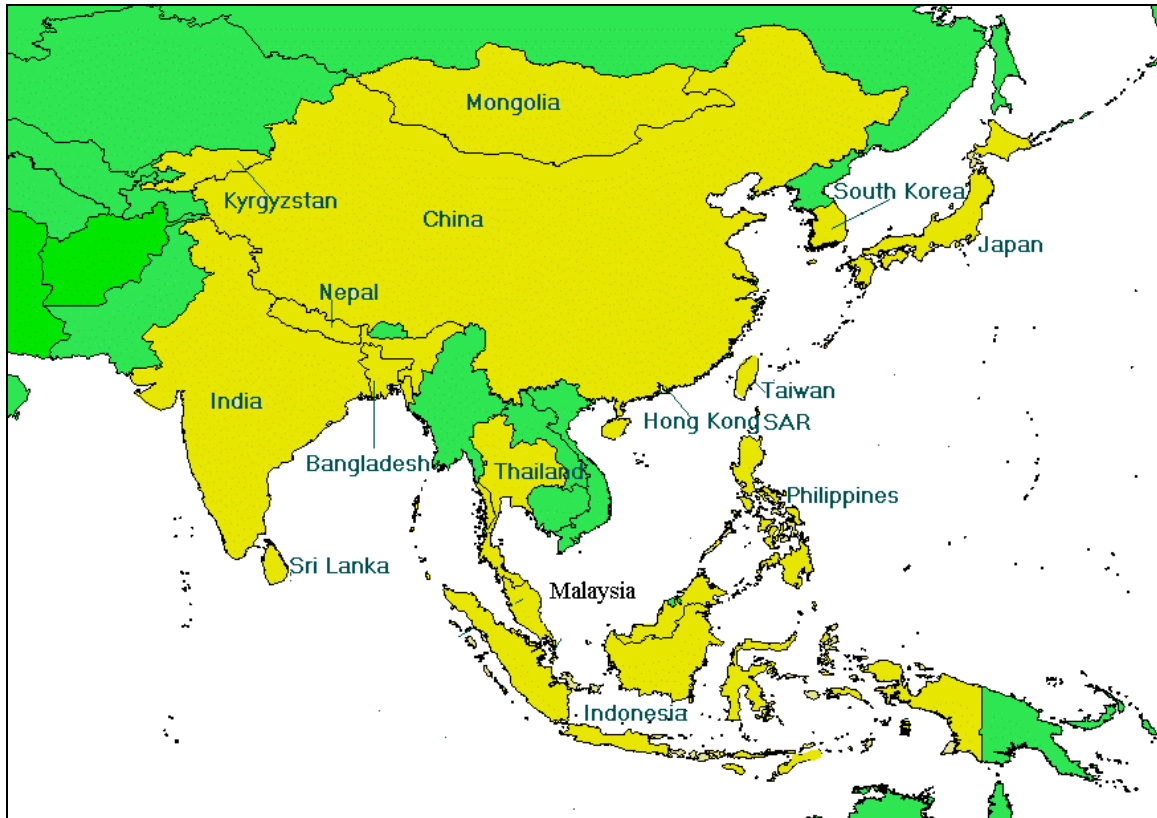 Mongolia
South Korea
Kyrgyzstan
China
Japan
Nepal
Taiwan
India
Hong Kong SAR
Bangladesh
Thailand
Philippines
Sri Lanka
Malaysia
Indonesia